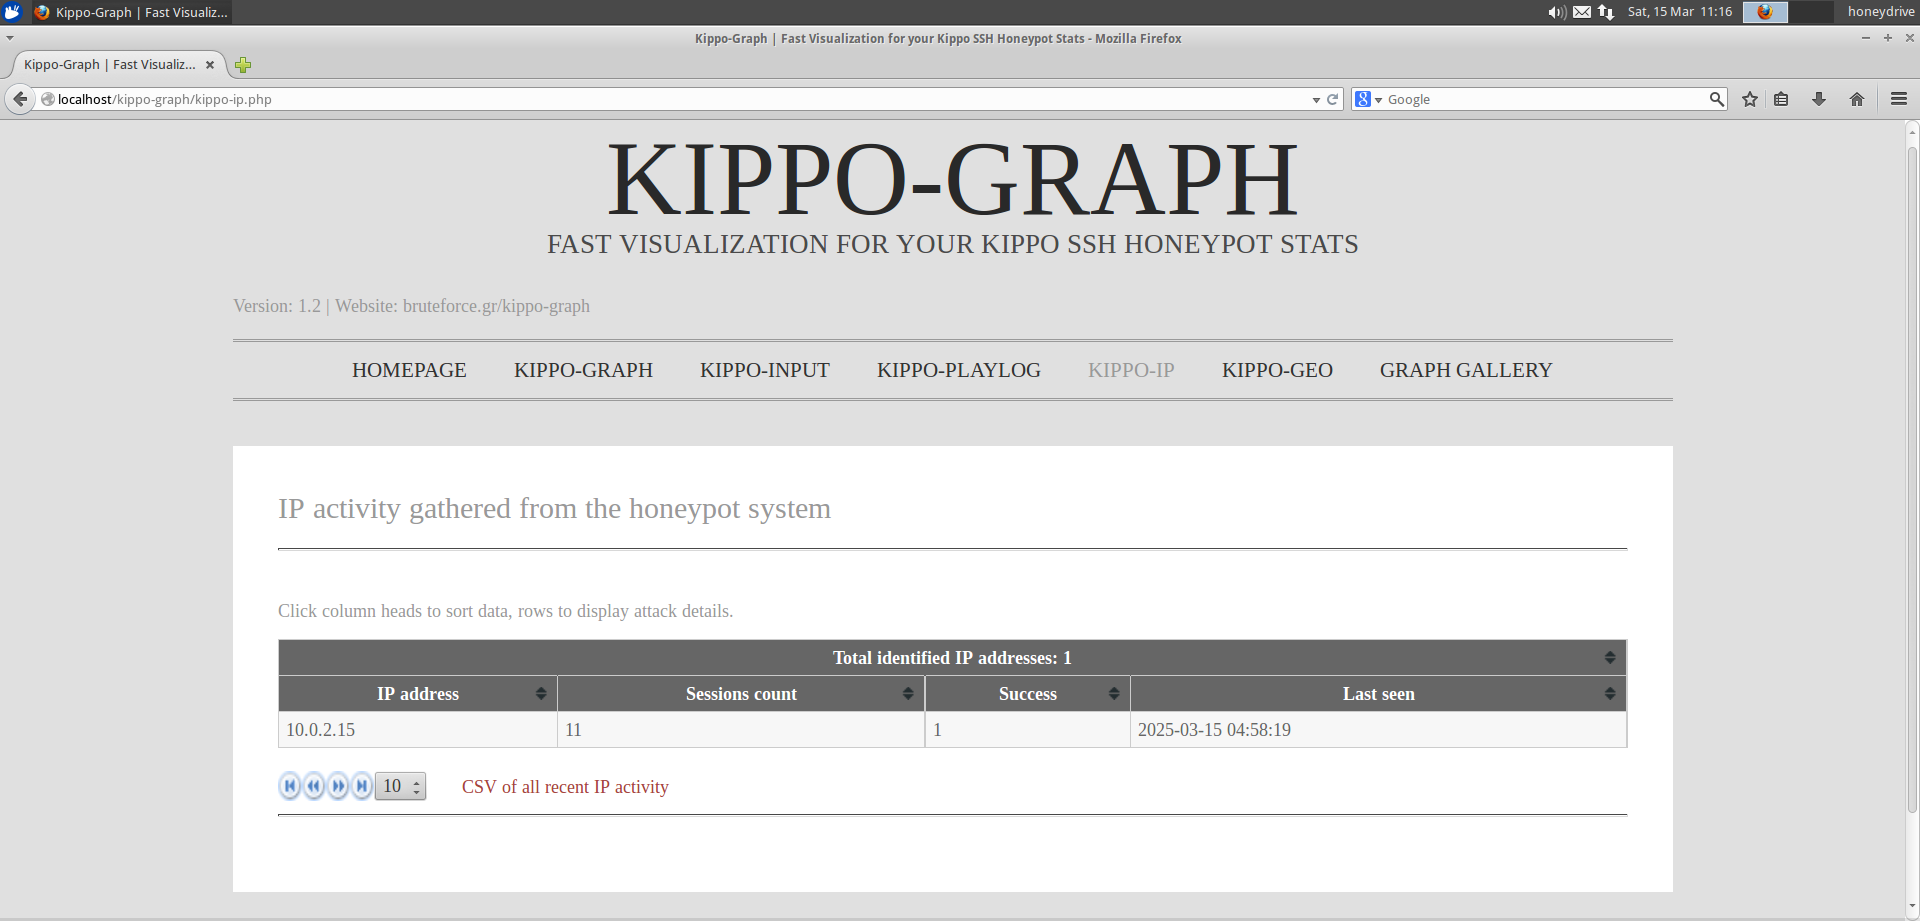 Kippo-Graph | Fast Visualiz...
Sat, 15 Mar 11:16
honeydrive
Kippo-Graph | Fast Visualization for your Kippo SSH Honeypot Stats - Mozilla Firefox
Kippo-Graph | Fast Visualiz...
localhost/kippo-graph/kippo-ip.php
Google
KIPPO-GRAPH
FAST VISUALIZATION FOR YOUR KIPPO SSH HONEYPOT STATS
Version: 1.2 | Website: bruteforce.gr/kippo-graph
HOMEPAGE KIPPO-GRAPH KIPPO-INPUT KIPPO-PLAYLOG KIPPO-IP KIPPO-GEO GRAPH GALLERY
IP activity gathered from the honeypot system
Click column heads to sort data, rows to display attack details.
Total identified IP addresses: 1
IP address Sessions count Success Last seen
10.0.2.15 11 1 2025-03-15 04:58:19
10 CSV of all recent IP activity